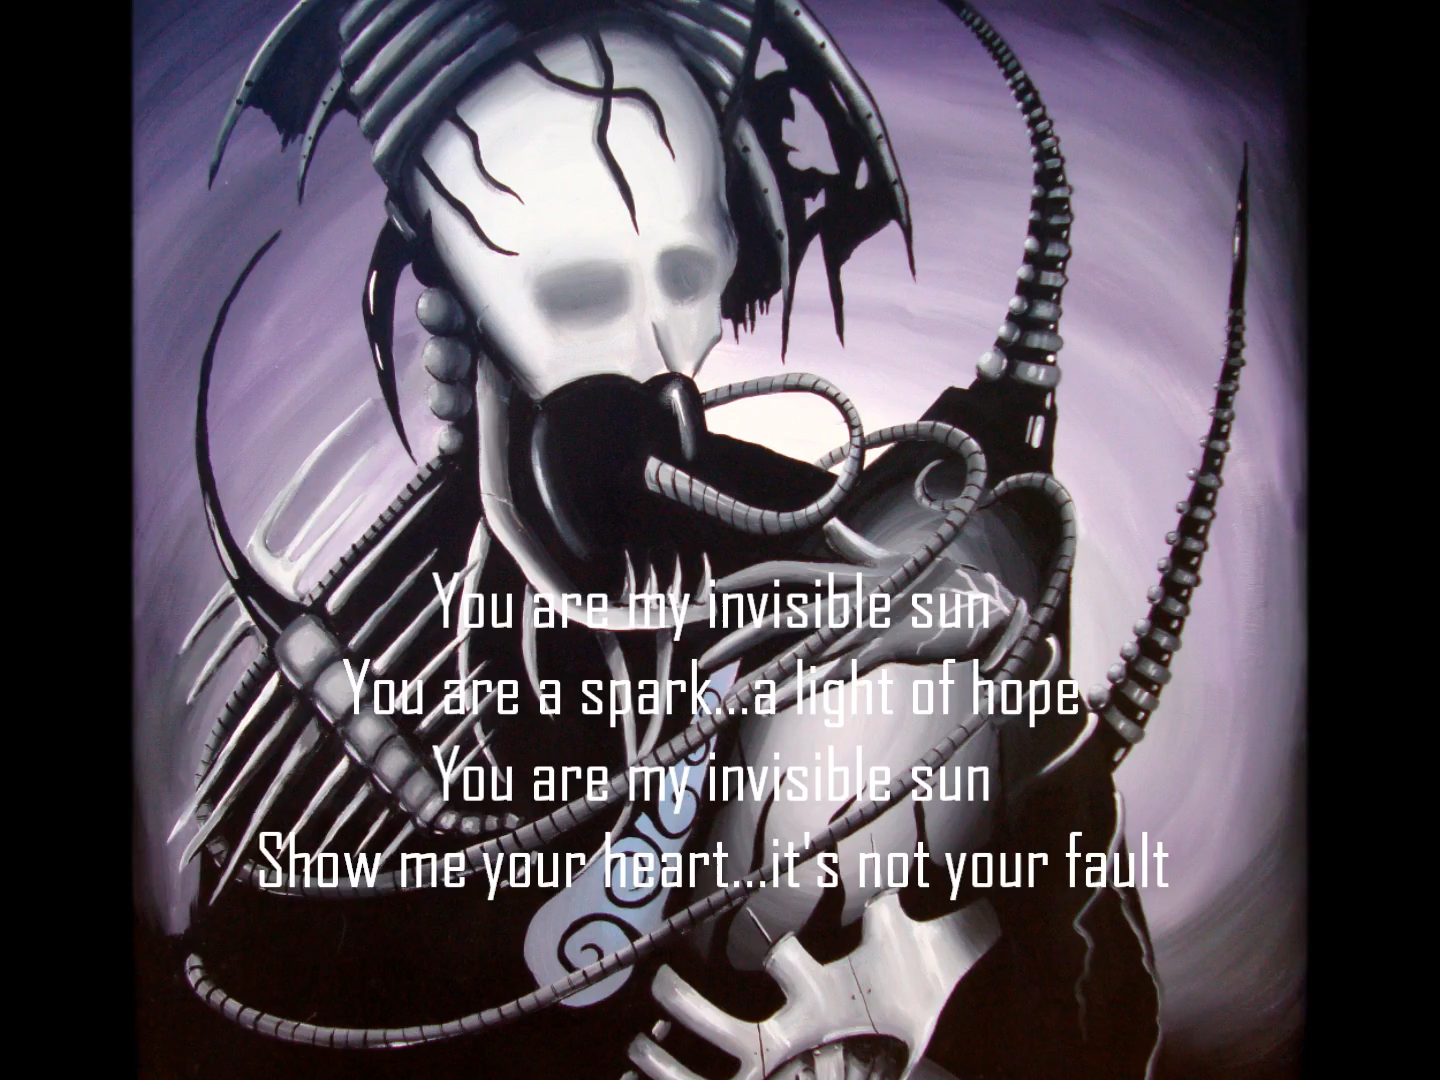 You are my invisible sun
You are a spark...a light of hope
You are my invisible sun
Show me your heart...it's not your fault